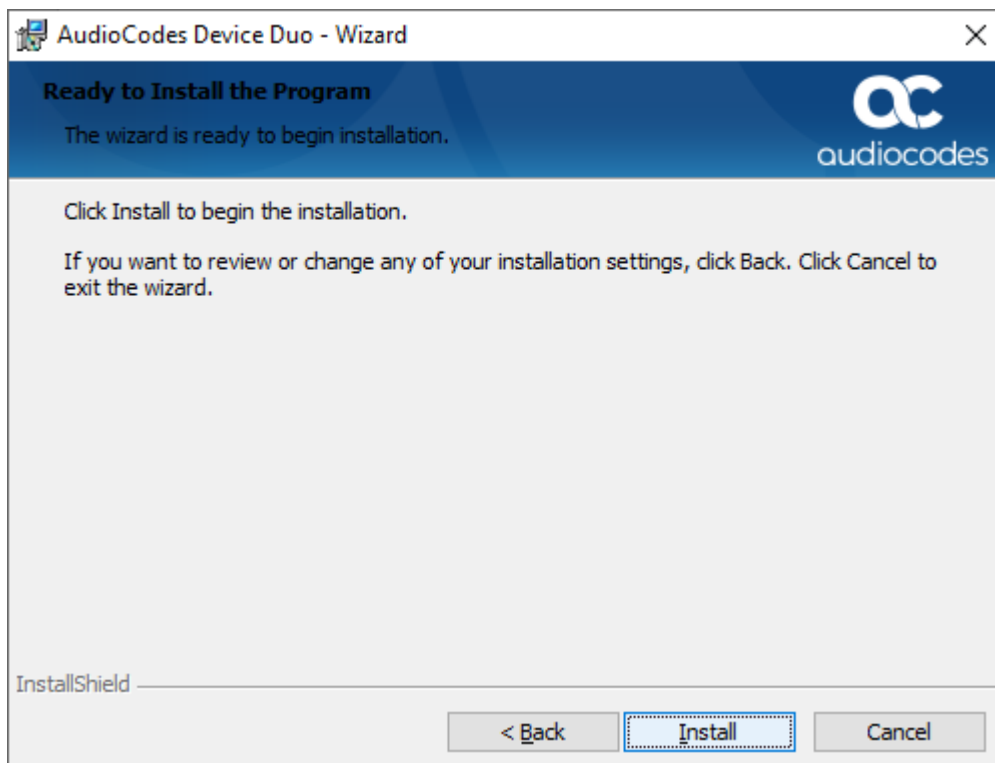 AudioCodes Device Duo - Wizard
Ready to Install the Program
The wizard is ready to begin installation.
audiocodes
Click Install to begin the installation.
If you want to review or change any of your installation settings, click Back. Click Cancel to
exit the wizard.
InstallShield
< Back
Install
Cancel